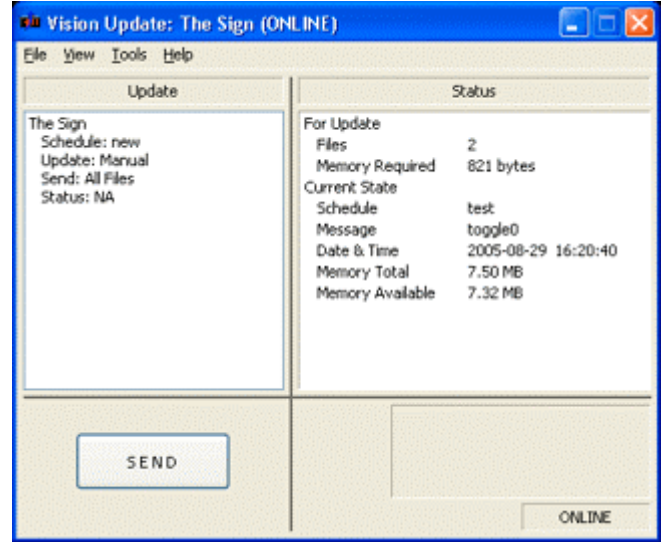 Vision Update: The Sign (ONLINE)
File View Tools Help
Update
The Sign
Schedule: new
Update: Manual
Send: All Files
Status: NA
Status
For Update
Files 2
Memory Required 821 bytes
Current State
Schedule test
Message toggle0
Date & Time 2005-08-29 16:20:40
Memory Total 7.50 MB
Memory Available 7.32 MB
SEND
ONLINE